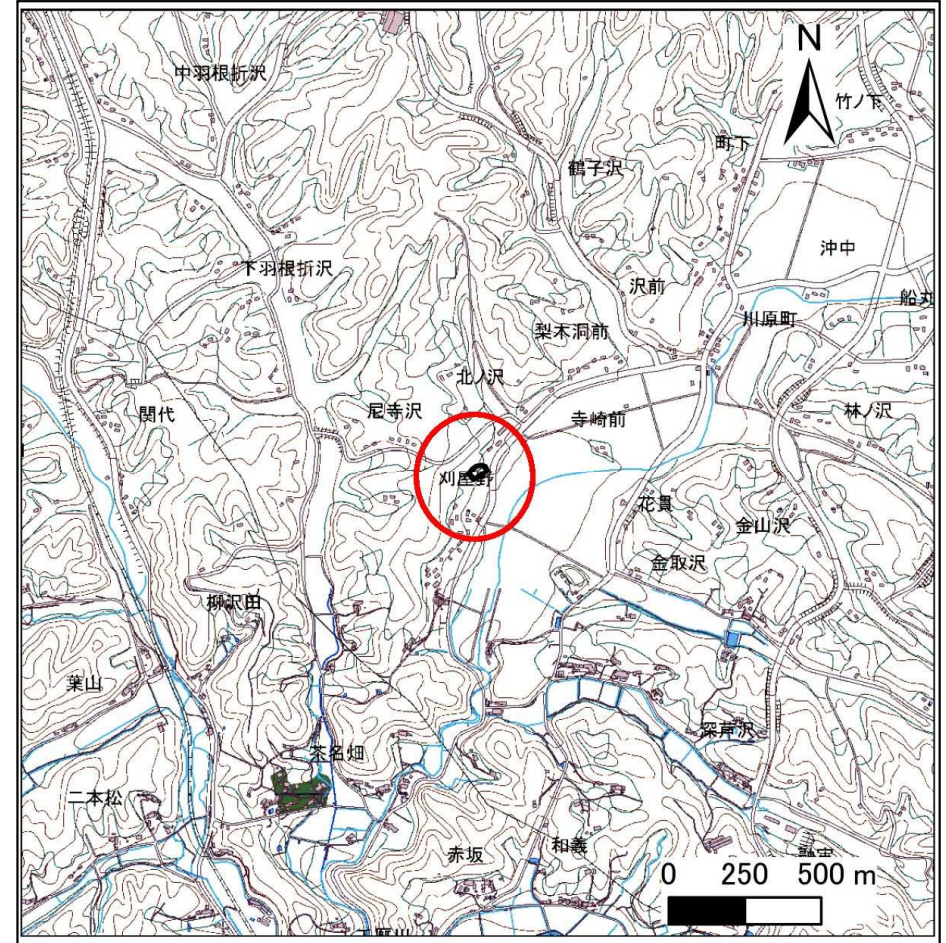 N
中羽根折沢
竹ノ下
町下
鶴子沢
沖中
下羽根折沢
沢前
船丸
川原町
梨木洞前
北ノ沢
関代
尼寺沢
寺崎前
林ノ沢
刈屋野
花貫
金山沢
金取沢
柳沢田
葉山
深芦沢
茶名畑
二本松
赤坂
和義
0 250 500 m